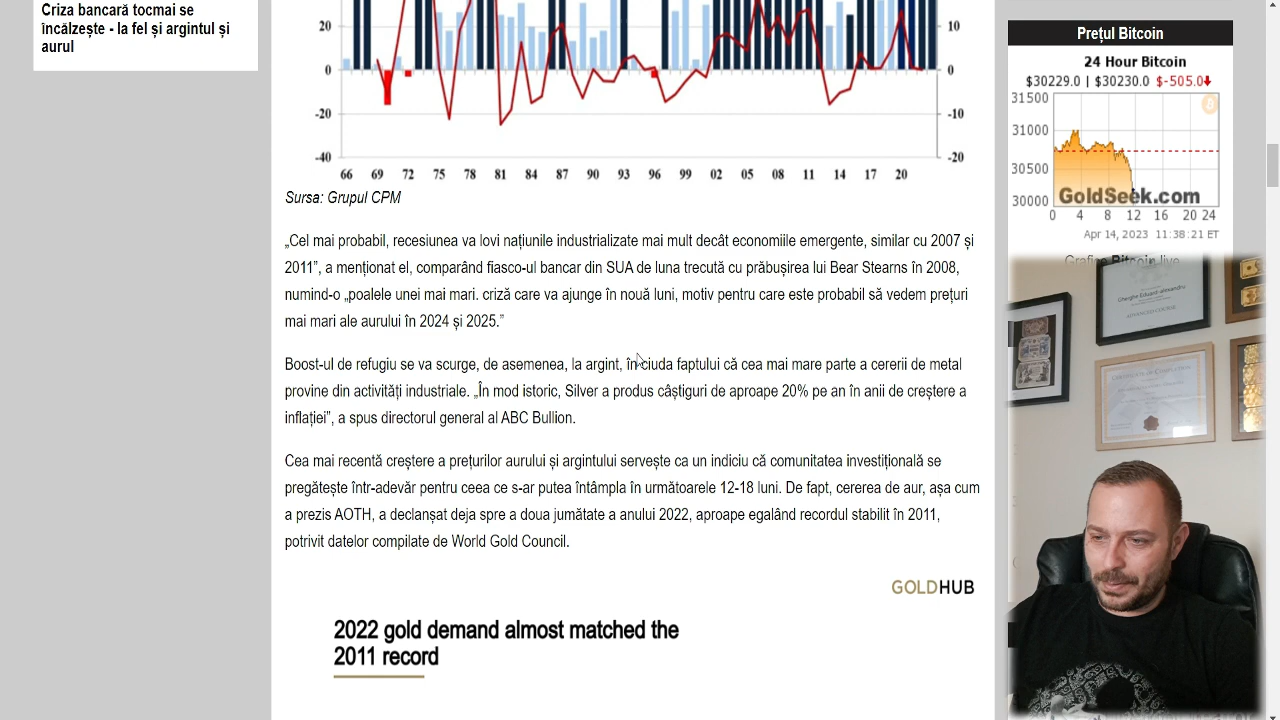 Criza bancară tocmai se
încălzește - la fel și argintul și
aurul
20
0
-20
-40
10
0
-10
-20
66 69 72 75 78 81 84 87 90 93 96 99 02 05 08 11 14 17 20
Sursa: Grupul CPM
„Cel mai probabil, recesiunea va lovi națiunile industrializate mai mult decât economiile emergente, similar cu 2007 și
2011”, a menționat el, comparând fiasco-ul bancar din SUA de luna trecută cu prăbușirea lui Bear Stearns în 2008,
numind-o „poalele unei mai mari. criză care va ajunge în nouă luni, motiv pentru care este probabil să vedem prețuri
mai mari ale aurului în 2024 și 2025.”
Boost-ul de refugiu se va scurge, de asemenea, la argint, în ciuda faptului că cea mai mare parte a cererii de metal
provine din activități industriale. „În mod istoric, Silver a produs câștiguri de aproape 20% pe an în anii de creștere a
inflației”, a spus directorul general al ABC Bullion.
Cea mai recentă creștere a prețurilor aurului și argintului servește ca un indiciu că comunitatea investițională se
pregătește într-adevăr pentru ceea ce s-ar putea întâmpla în următoarele 12-18 luni. De fapt, cererea de aur, așa cum
a prezis AOTH, a declanșat deja spre a doua jumătate a anului 2022, aproape egalând recordul stabilit în 2011,
potrivit datelor compilate de World Gold Council.
GOLDHUB
2022 gold demand almost matched the
2011 record
Prețul Bitcoin
24 Hour Bitcoin
$30229.0 | $30230.0 $-505.0
31500
31000
30500
30000
GoldSeek.com
0 4 8 12 16 20 24
Apr 14, 2023 11:38:21 ET
Grafice Bitcoin live
Gheorghe Eduard-alexandru